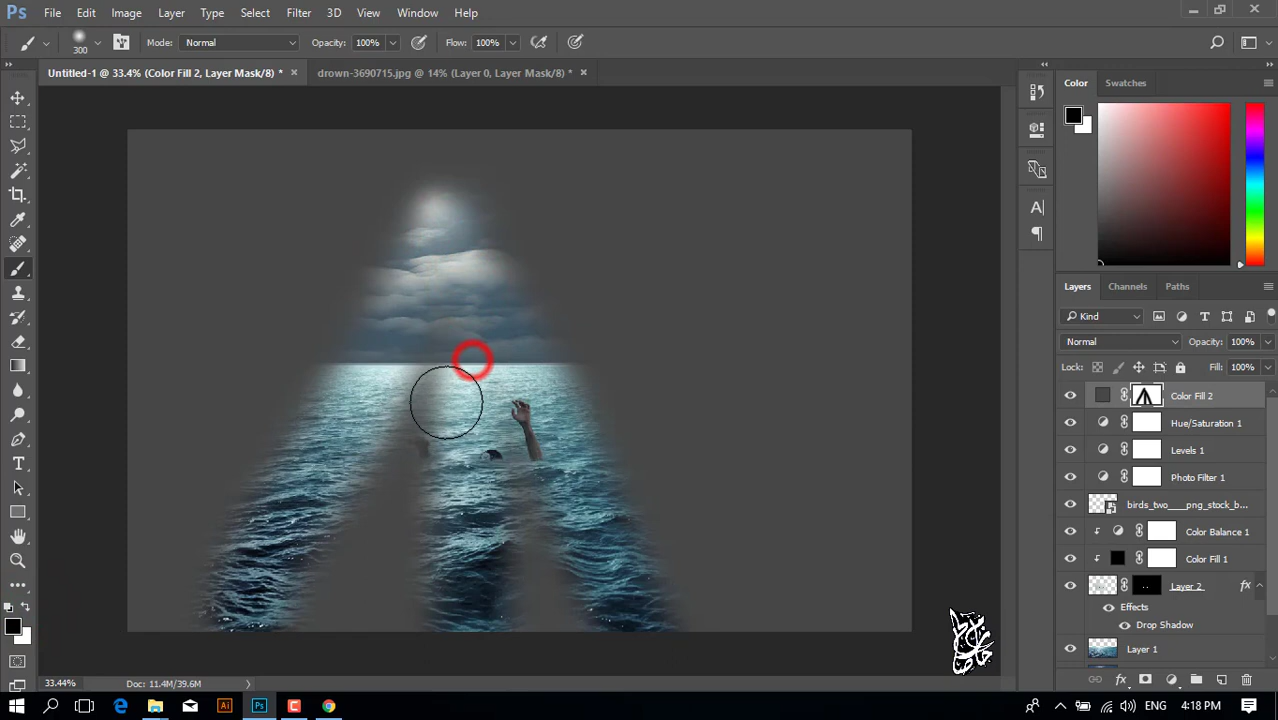 Ps File Edit Image Layer Type Select Filter 3D View Window Help
300 Mode: Normal Opacity: 100% Flow: 100%
Untitled-1 @ 33.4% (Color Fill 2, Layer Mask/8) * × drown-3690715.jpg @ 14% (Layer 0, Layer Mask/8) * ×
Color Swatches
Layers Channels Paths
Kind
Normal Opacity: 100%
Lock: Fill: 100%
Color Fill 2
Hue/Saturation 1
Levels 1
Photo Filter 1
birds_two____png_stock_b...
Color Balance 1
Color Fill 1
Layer 2 fx
Effects
Drop Shadow
Layer 1
33.44% Doc: 11.4M/39.6M
ENG 4:18 PM